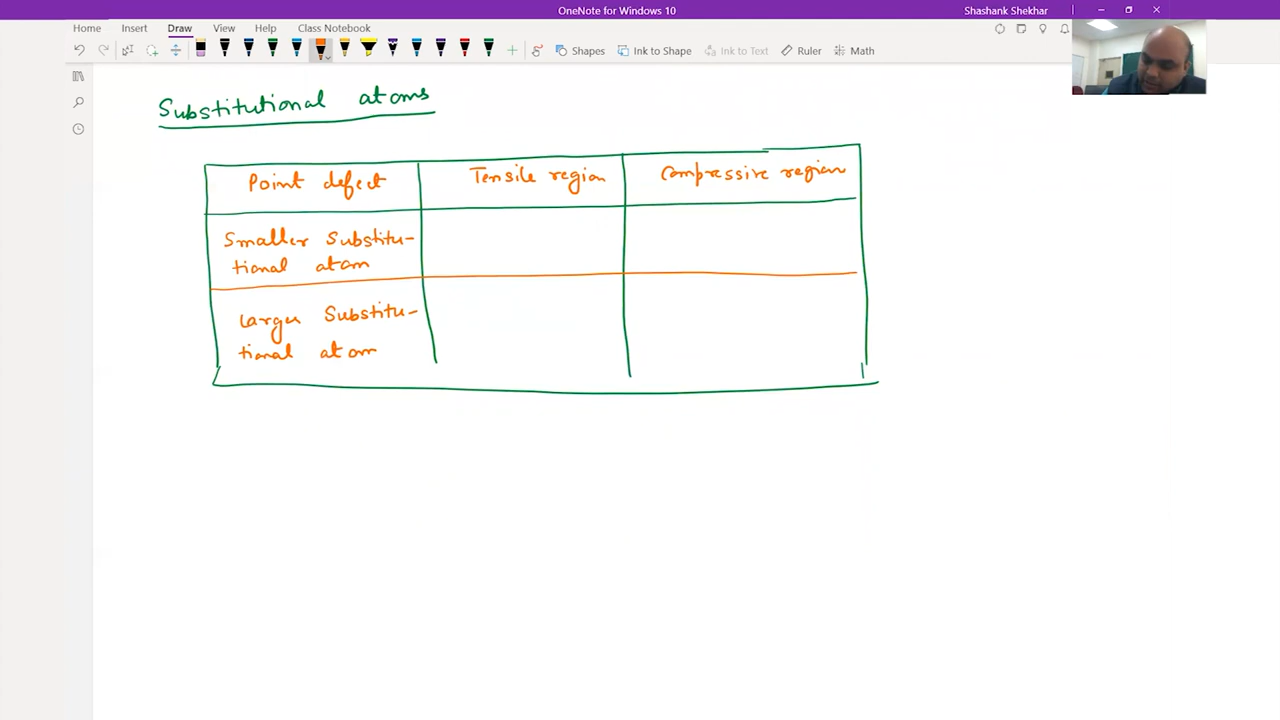 OneNote for Windows 10
Shashank Shekhar
Home Insert Draw View Help Class Notebook
Shapes Ink to Shape Ink to Text Ruler Math
Substitutional atoms
Point defect Tensile region Compressive region
Smaller Substitu-
tional atom
Larger Substitu-
tional atom